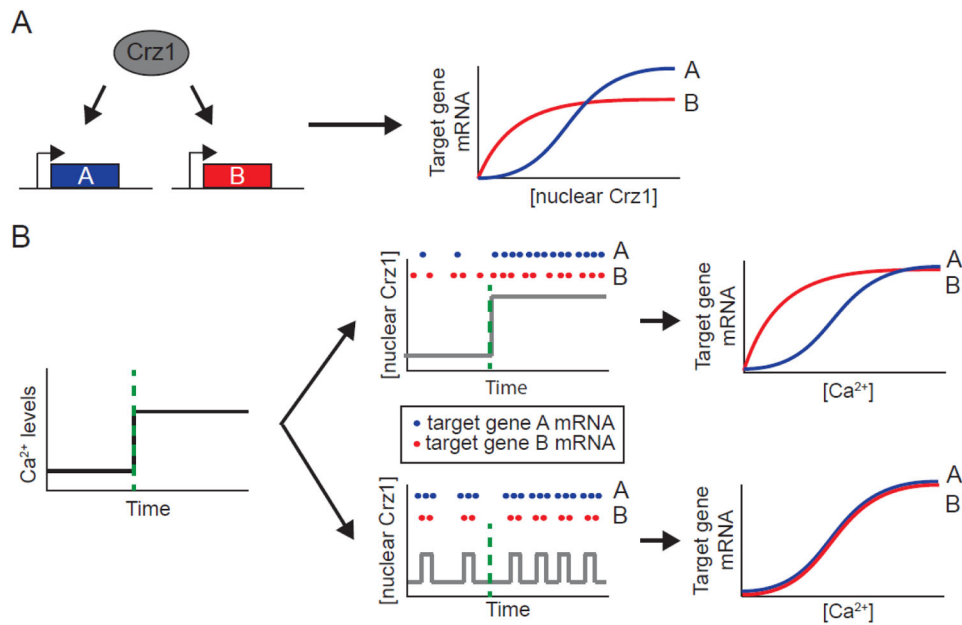 A
Crz1
A
B
Target gene
mRNA
A
B
[nuclear Crz1]
B
Ca²⁺ levels
Time
[nuclear Crz1]
A
B
Time
Target gene
mRNA
A
B
[Ca²⁺]
target gene A mRNA
target gene B mRNA
[nuclear Crz1]
A
B
Time
Target gene
mRNA
A
B
[Ca²⁺]